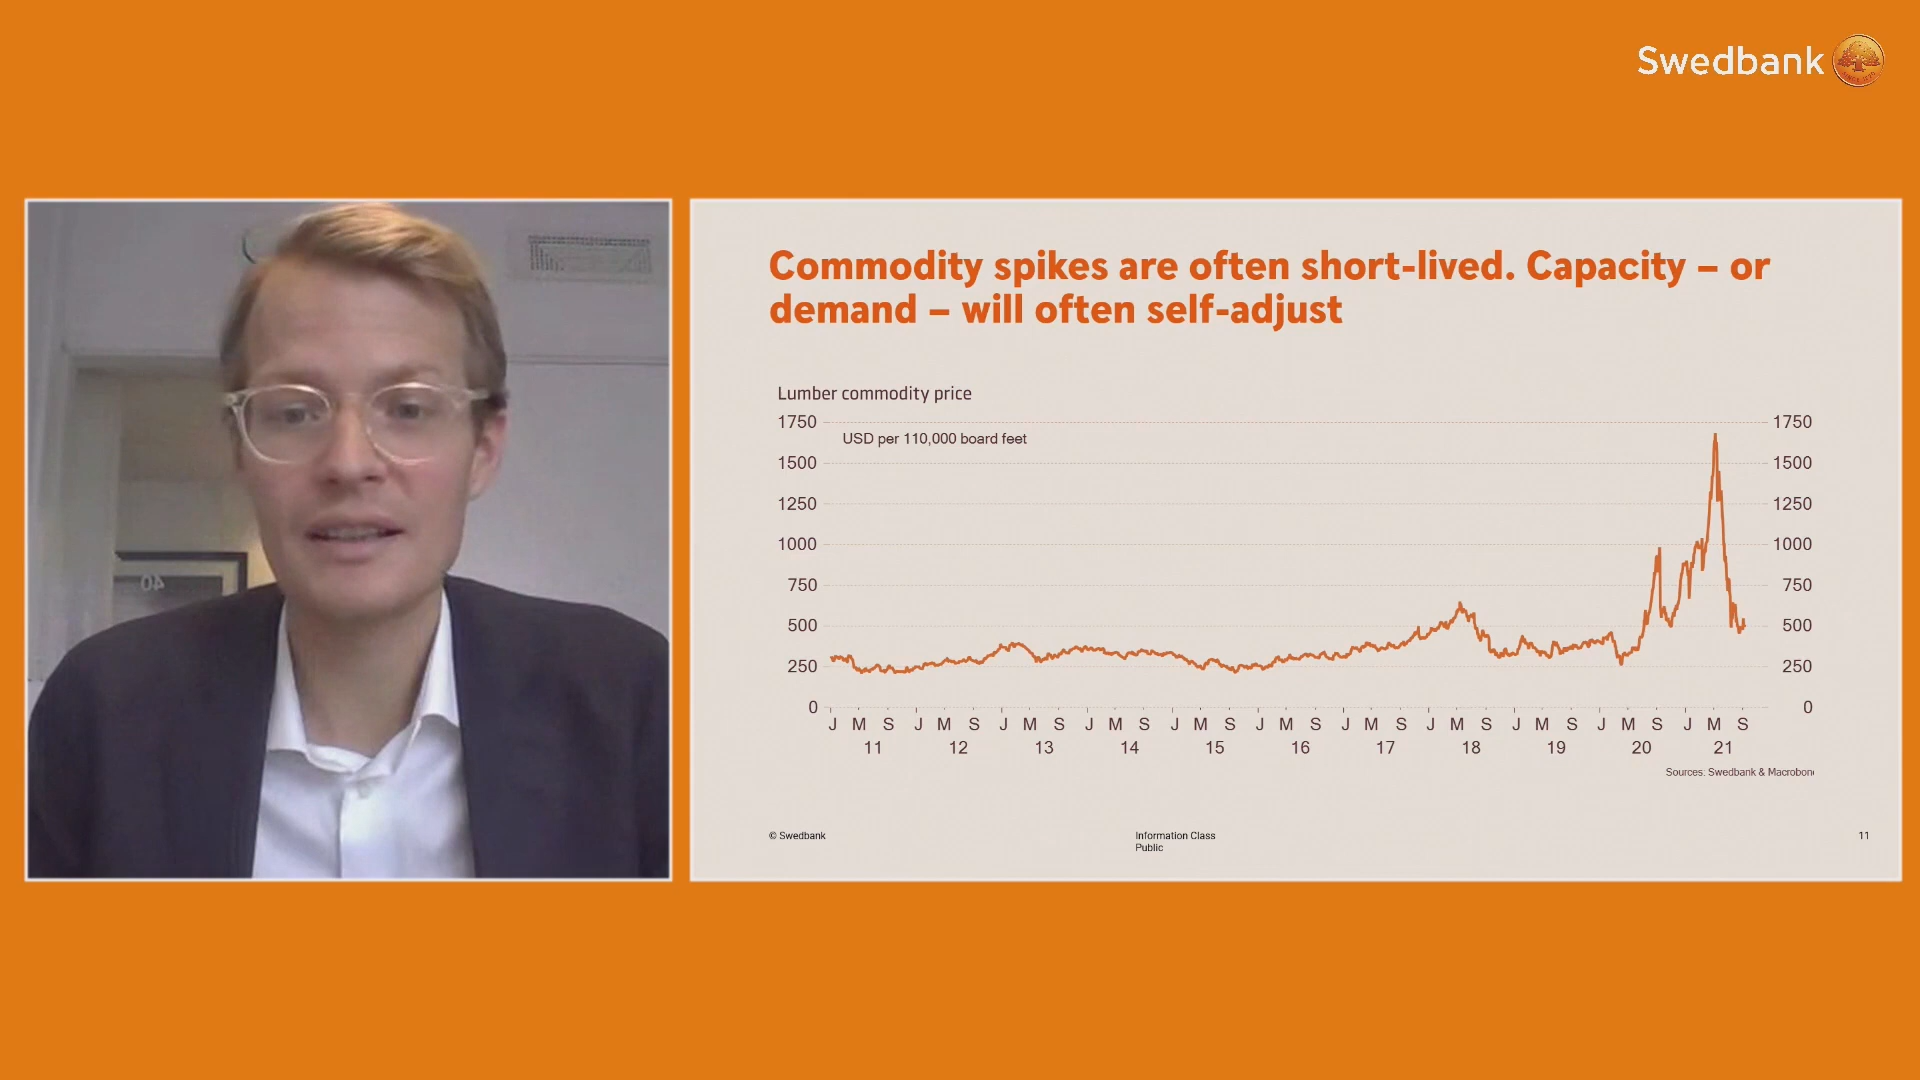 Swedbank
Commodity spikes are often short-lived. Capacity – or
demand – will often self-adjust
Lumber commodity price
1750 1750
USD per 110,000 board feet
1500 1500
1250 1250
1000 1000
750 750
500 500
250 250
0 0
J M S J M S J M S J M S J M S J M S J M S J M S J M S J M S J M S
11 12 13 14 15 16 17 18 19 20 21
Sources: Swedbank &
© Swedbank
Information Class
Public
11